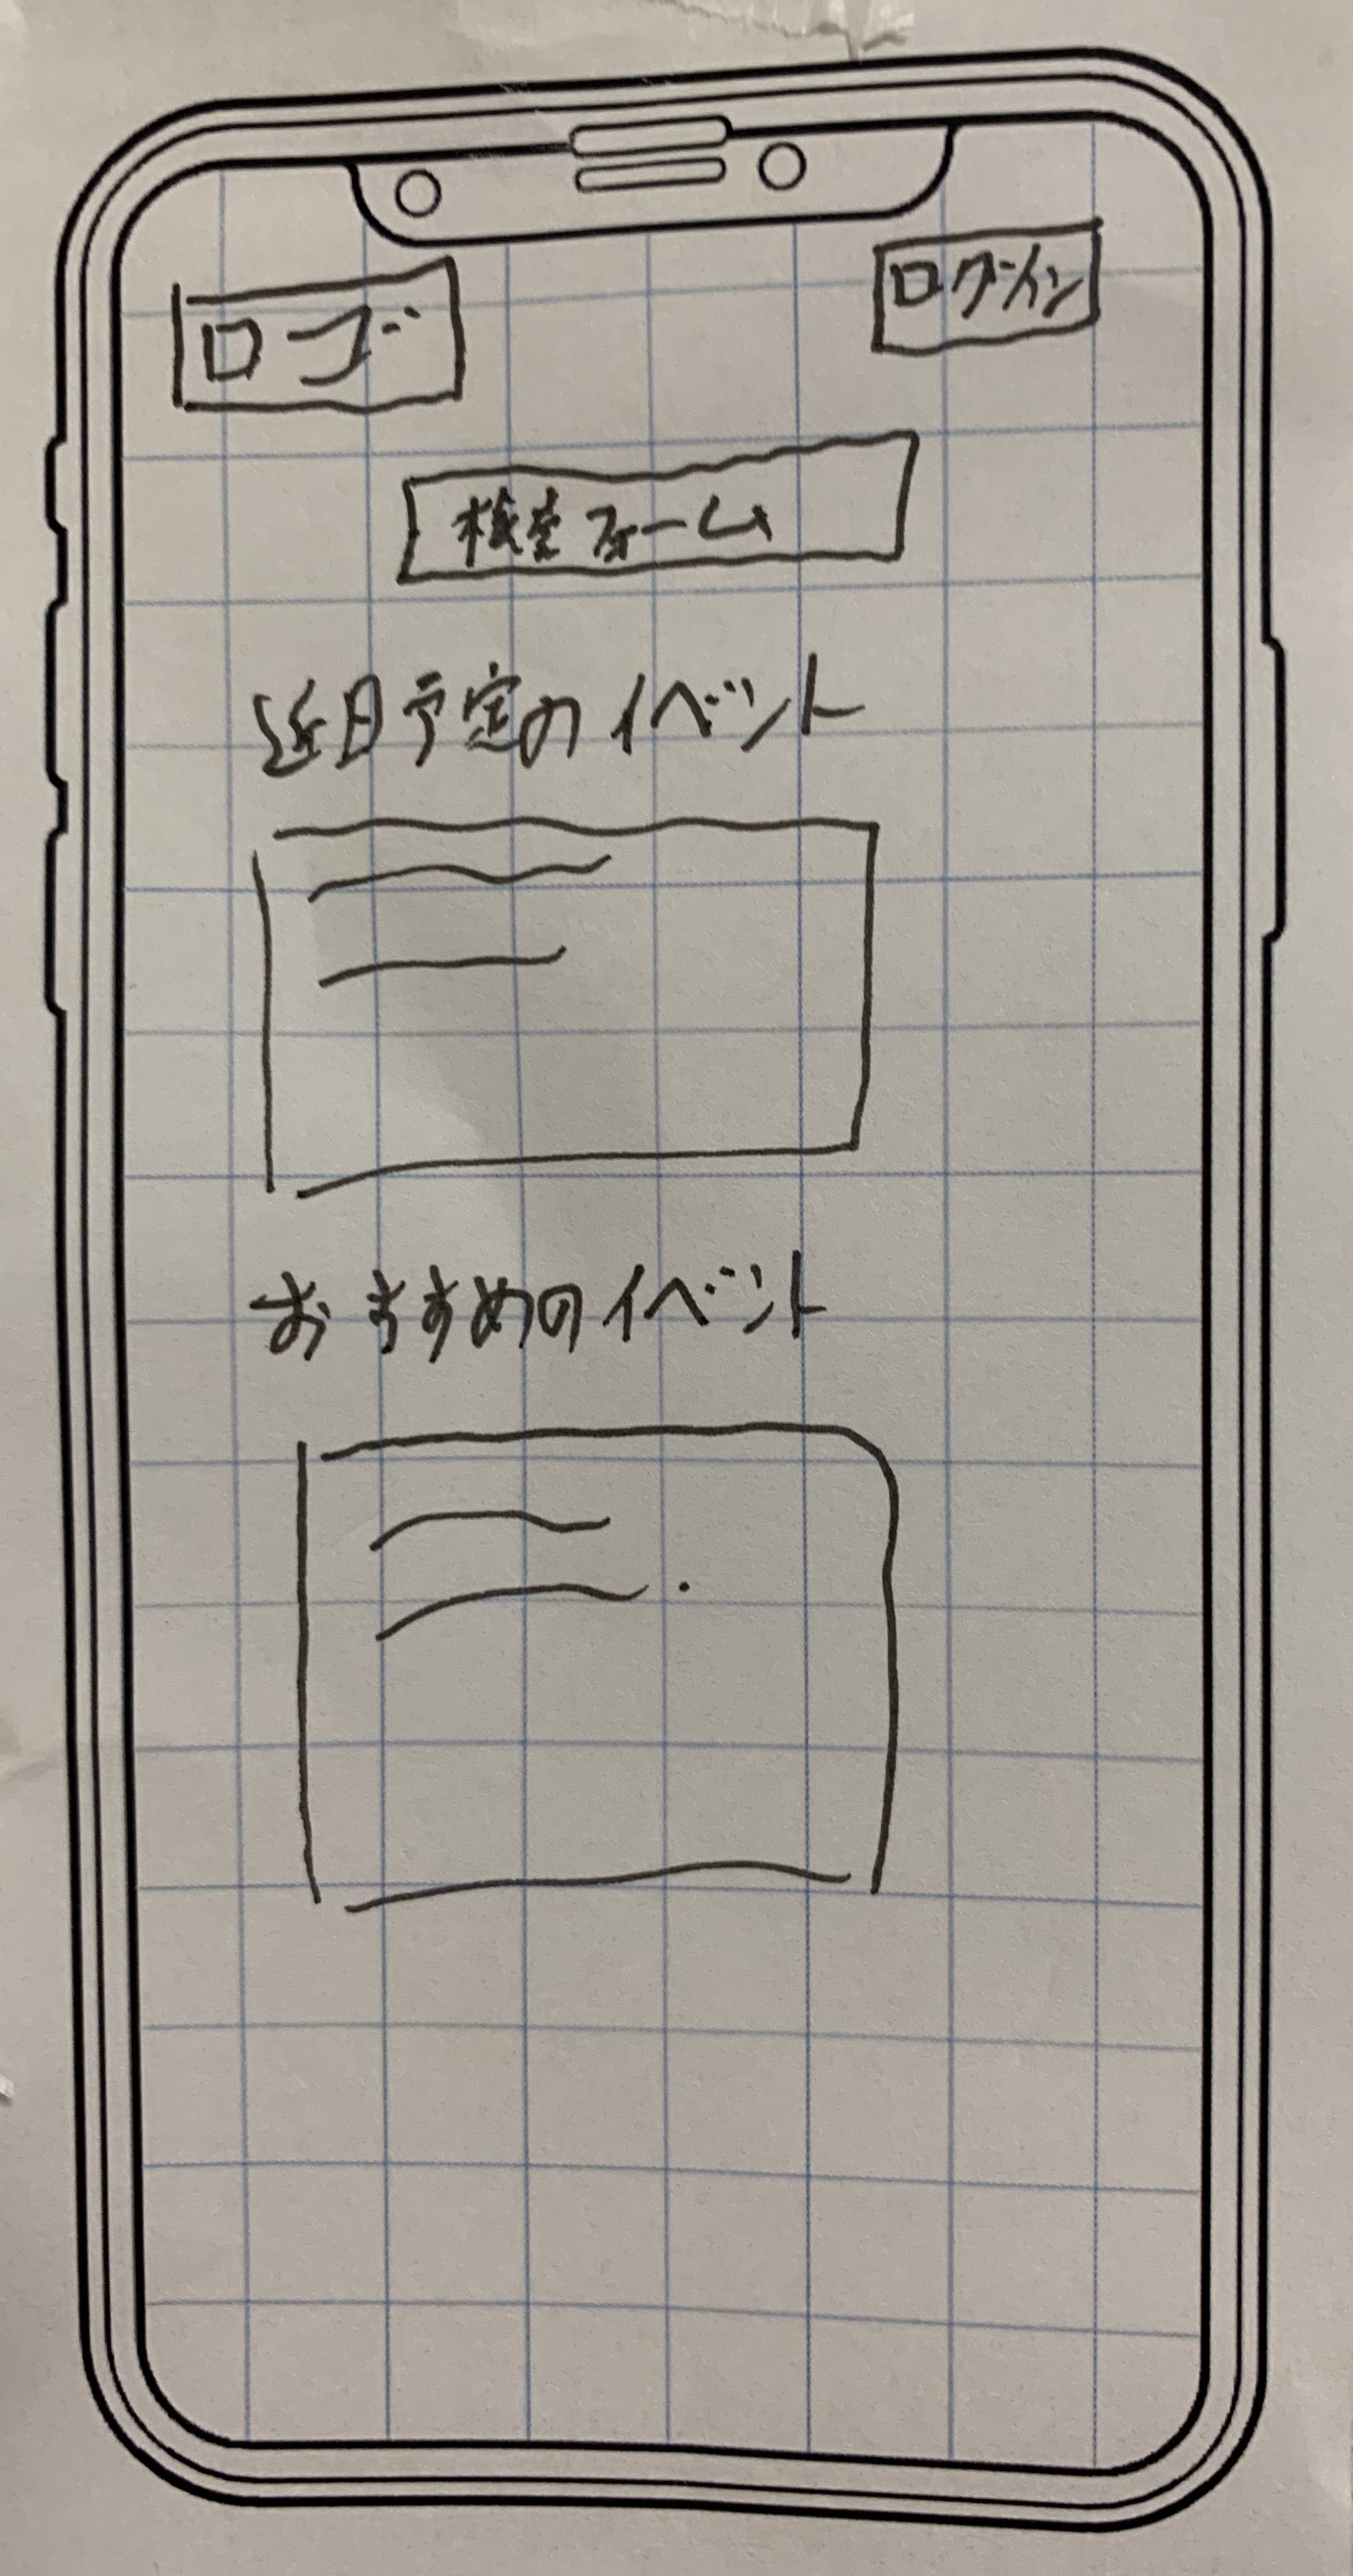 ロゴ
ログイン
検索フォーム
近日予定のイベント
おすすめのイベント